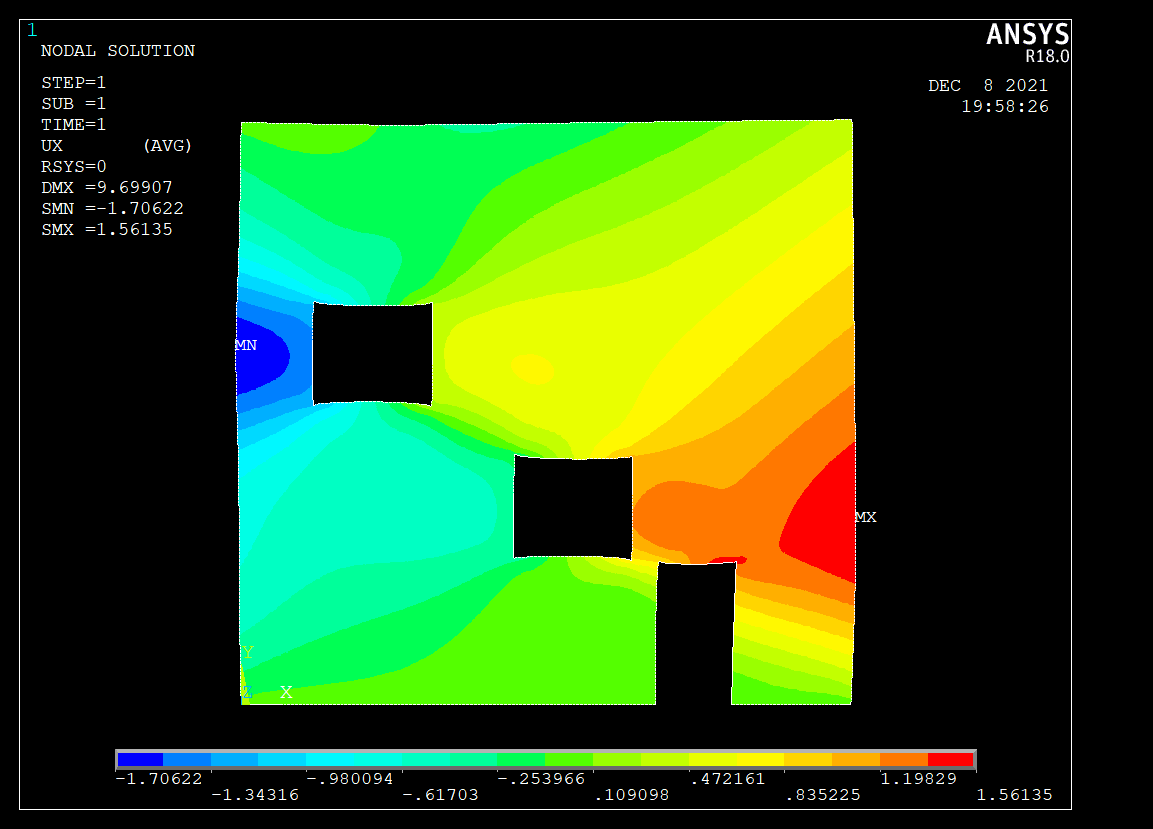 1
NODAL SOLUTION
ANSYS
R18.0
STEP=1
SUB =1
TIME=1
UX (AVG)
RSYS=0
DMX =9.69907
SMN =-1.70622
SMX =1.56135
DEC 8 2021
19:58:26
MN
MX
Y
Z X
-1.70622 -.980094 -.253966 .472161 1.19829
-1.34316 -.61703 .109098 .835225 1.56135